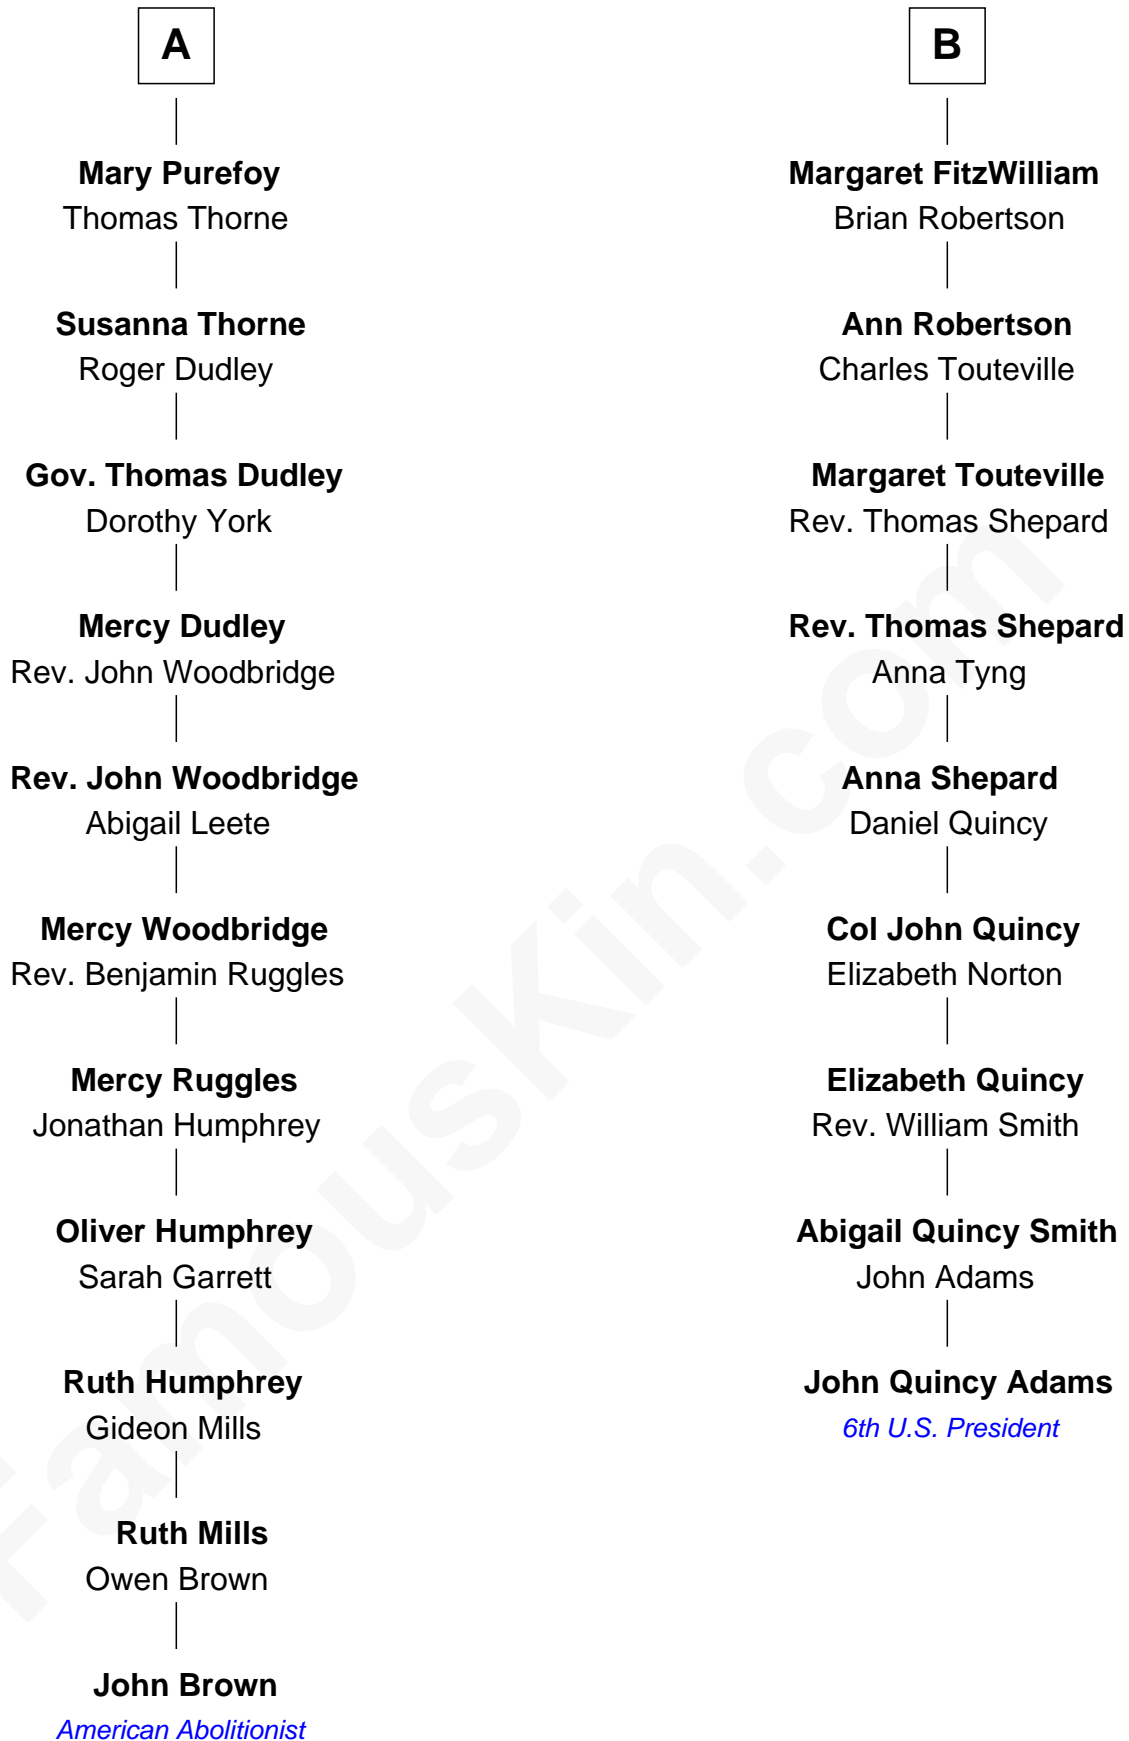 A
Mary Purefoy
Thomas Thorne
Susanna Thorne
Roger Dudley
Gov. Thomas Dudley
Dorothy York
Mercy Dudley
Rev. John Woodbridge
Rev. John Woodbridge
Abigail Leete
Mercy Woodbridge
Rev. Benjamin Ruggles
Mercy Ruggles
Jonathan Humphrey
Oliver Humphrey
Sarah Garrett
Ruth Humphrey
Gideon Mills
Ruth Mills
Owen Brown
John Brown
American Abolitionist
B
Margaret FitzWilliam
Brian Robertson
Ann Robertson
Charles Touteville
Margaret Touteville
Rev. Thomas Shepard
Rev. Thomas Shepard
Anna Tyng
Anna Shepard
Daniel Quincy
Col John Quincy
Elizabeth Norton
Elizabeth Quincy
Rev. William Smith
Abigail Quincy Smith
John Adams
John Quincy Adams
6th U.S. President
FamousKin.com